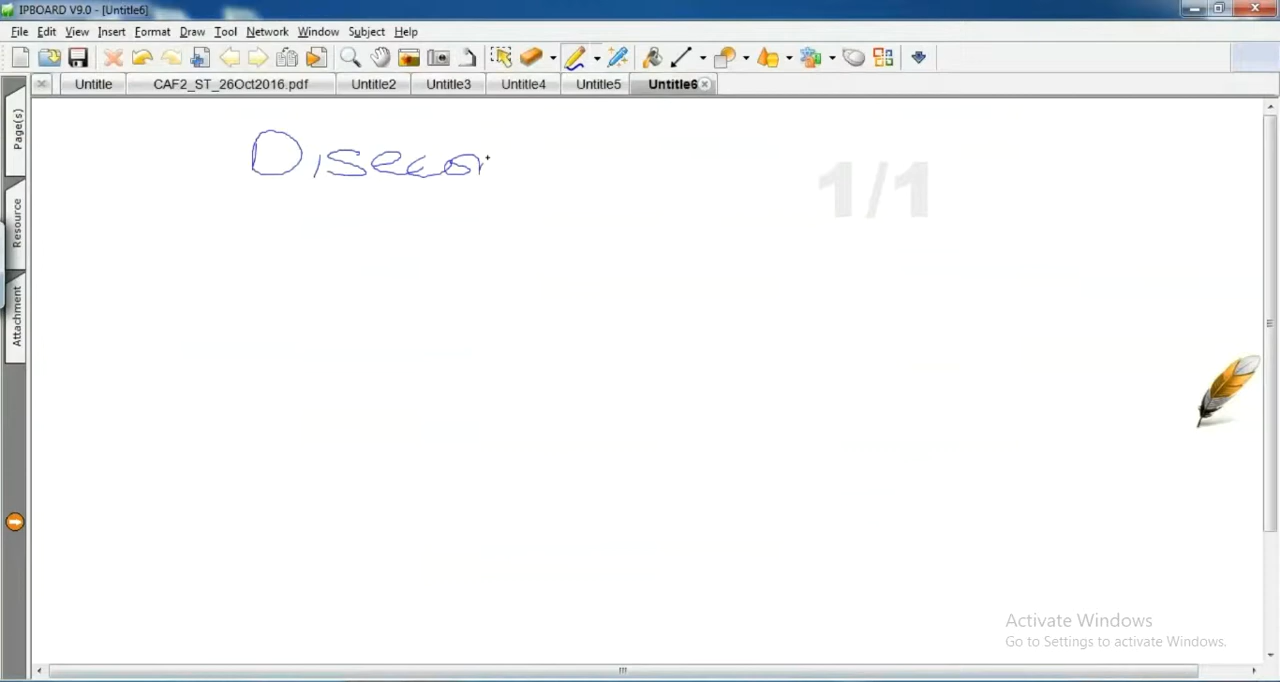 IPBOARD V9.0 - [Untitle6]
File Edit View Insert Format Draw Tool Network Window Subject Help
Untitle CAF2_ST_26Oct2016.pdf Untitle2 Untitle3 Untitle4 Untitle5 Untitle6
Page(s)
Resource
Attachment
Disecon
1/1
Activate Windows
Go to Settings to activate Windows.